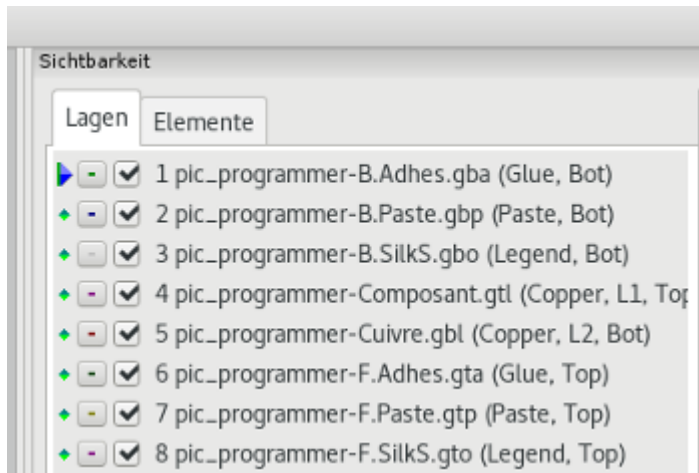 Sichtbarkeit
Lagen Elemente
1 pic_programmer-B.Adhes.gba (Glue, Bot)
2 pic_programmer-B.Paste.gbp (Paste, Bot)
3 pic_programmer-B.SilkS.gbo (Legend, Bot)
4 pic_programmer-Composant.gtl (Copper, L1, Top
5 pic_programmer-Cuivre.gbl (Copper, L2, Bot)
6 pic_programmer-F.Adhes.gta (Glue, Top)
7 pic_programmer-F.Paste.gtp (Paste, Top)
8 pic_programmer-F.SilkS.gto (Legend, Top)